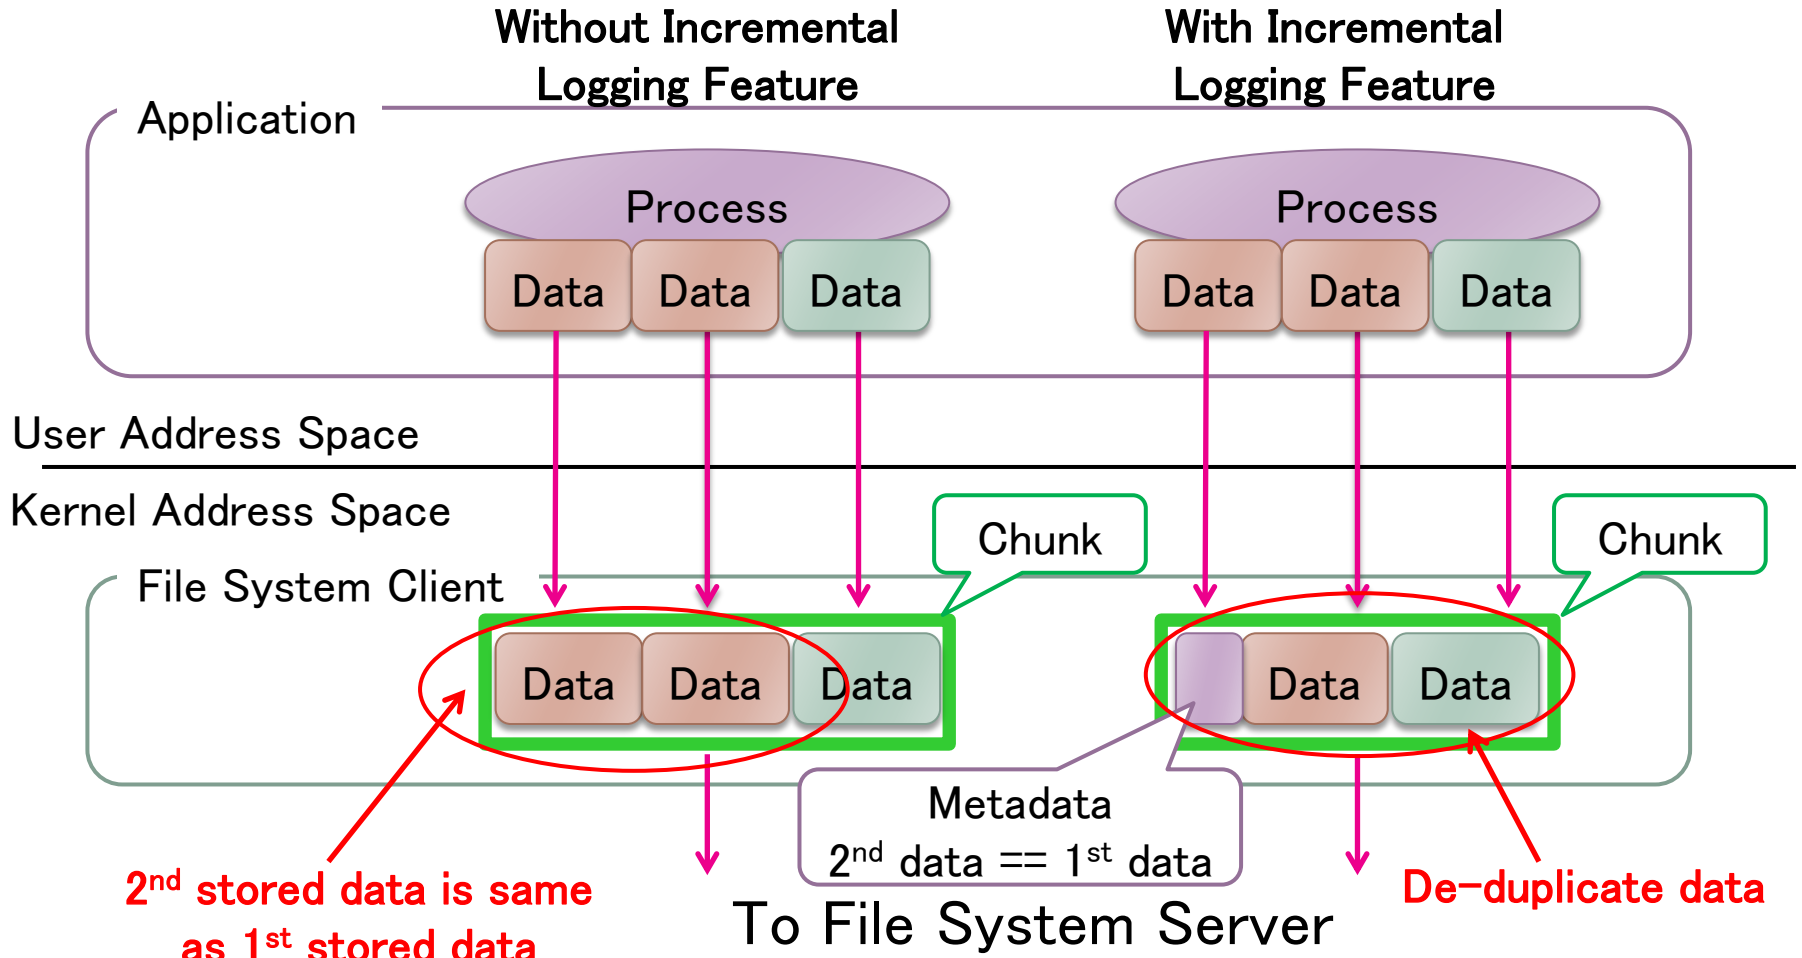 Without Incremental
Logging Feature
With Incremental
Logging Feature
Application
Process
Process
Data Data Data
Data Data Data
User Address Space
Kernel Address Space
Chunk
Chunk
File System Client
Data Data Data
Data Data
Metadata
2nd data == 1st data
2nd stored data is same
as 1st stored data
De-duplicate data
To File System Server